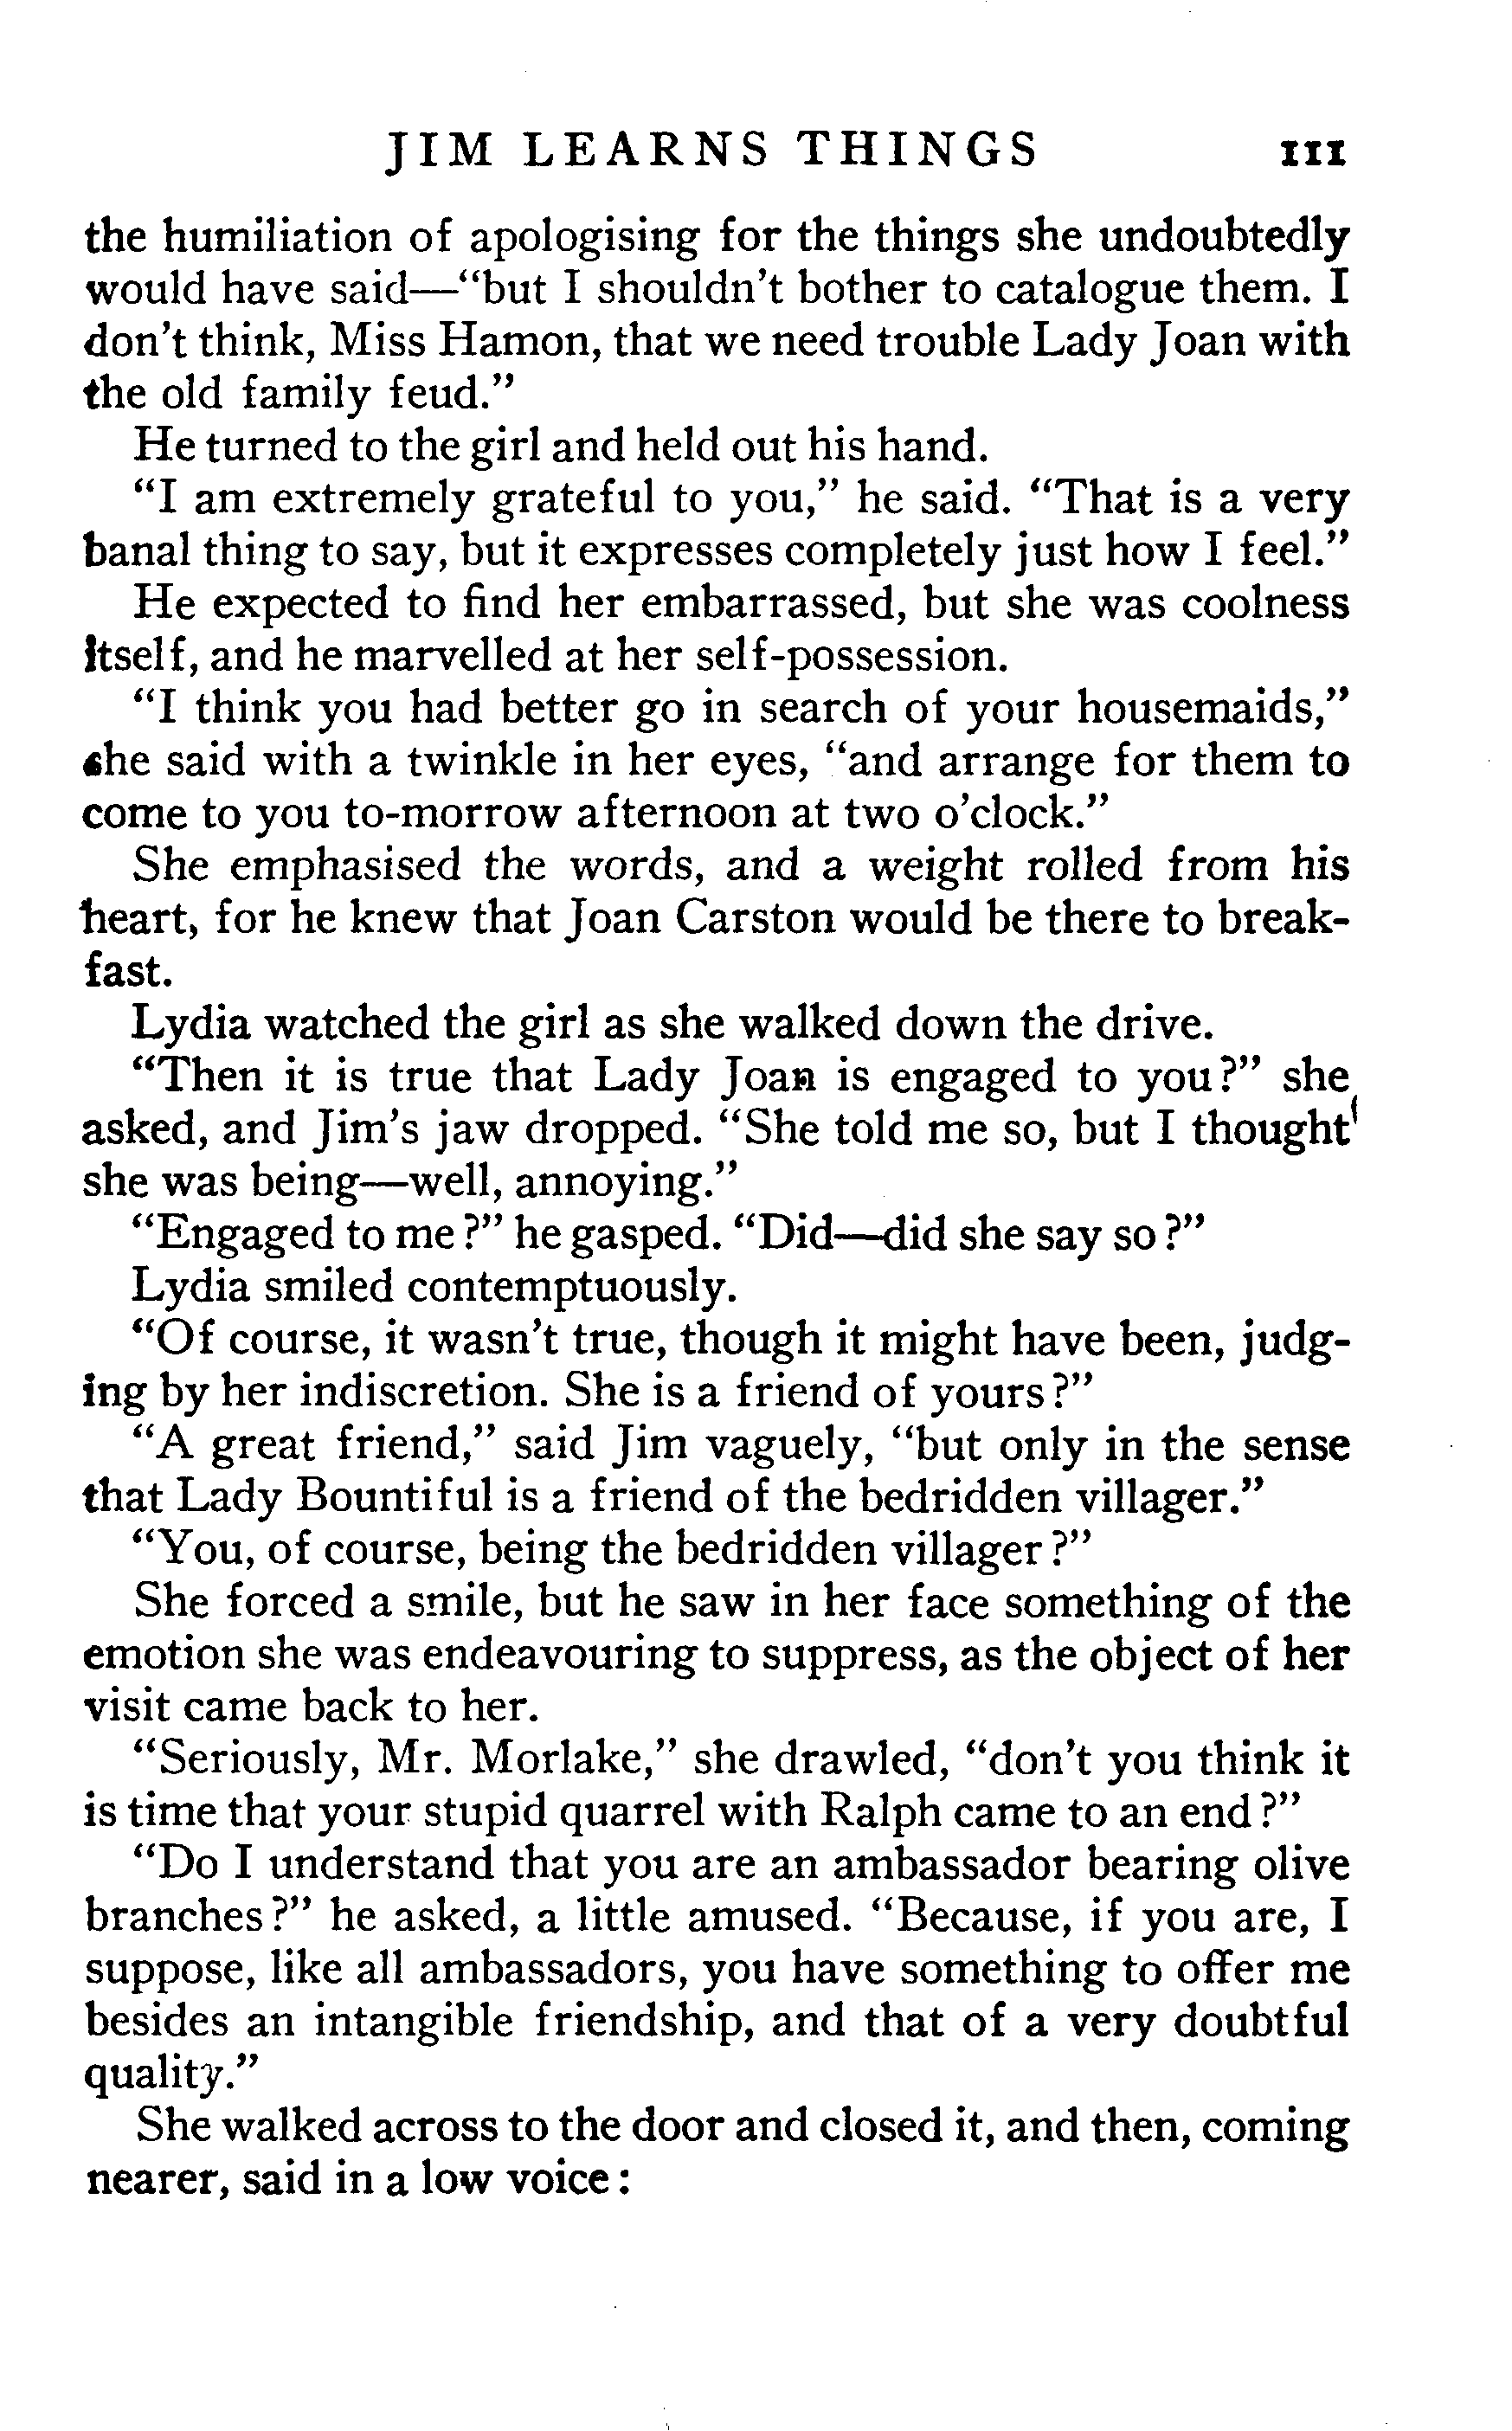 JIM LEARNS THINGS 111
the humiliation of apologising for the things she undoubtedly
would have said—"but I shouldn't bother to catalogue them. I
don't think, Miss Hamon, that we need trouble Lady Joan with
the old family feud."
He turned to the girl and held out his hand.
"I am extremely grateful to you," he said. "That is a very
banal thing to say, but it expresses completely just how I feel."
He expected to find her embarrassed, but she was coolness
itself, and he marvelled at her self-possession.
"I think you had better go in search of your housemaids,"
she said with a twinkle in her eyes, "and arrange for them to
come to you to-morrow afternoon at two o'clock."
She emphasised the words, and a weight rolled from his
heart, for he knew that Joan Carston would be there to break-
fast.
Lydia watched the girl as she walked down the drive.
"Then it is true that Lady Joan is engaged to you?" she
asked, and Jim's jaw dropped. "She told me so, but I thought
she was being—well, annoying."
"Engaged to me?" he gasped. "Did—did she say so?"
Lydia smiled contemptuously.
"Of course, it wasn't true, though it might have been, judg-
ing by her indiscretion. She is a friend of yours?"
"A great friend," said Jim vaguely, "but only in the sense
that Lady Bountiful is a friend of the bedridden villager."
"You, of course, being the bedridden villager?"
She forced a smile, but he saw in her face something of the
emotion she was endeavouring to suppress, as the object of her
visit came back to her.
"Seriously, Mr. Morlake," she drawled, "don't you think it
is time that your stupid quarrel with Ralph came to an end?"
"Do I understand that you are an ambassador bearing olive
branches?" he asked, a little amused. "Because, if you are, I
suppose, like all ambassadors, you have something to offer me
besides an intangible friendship, and that of a very doubtful
quality."
She walked across to the door and closed it, and then, coming
nearer, said in a low voice: